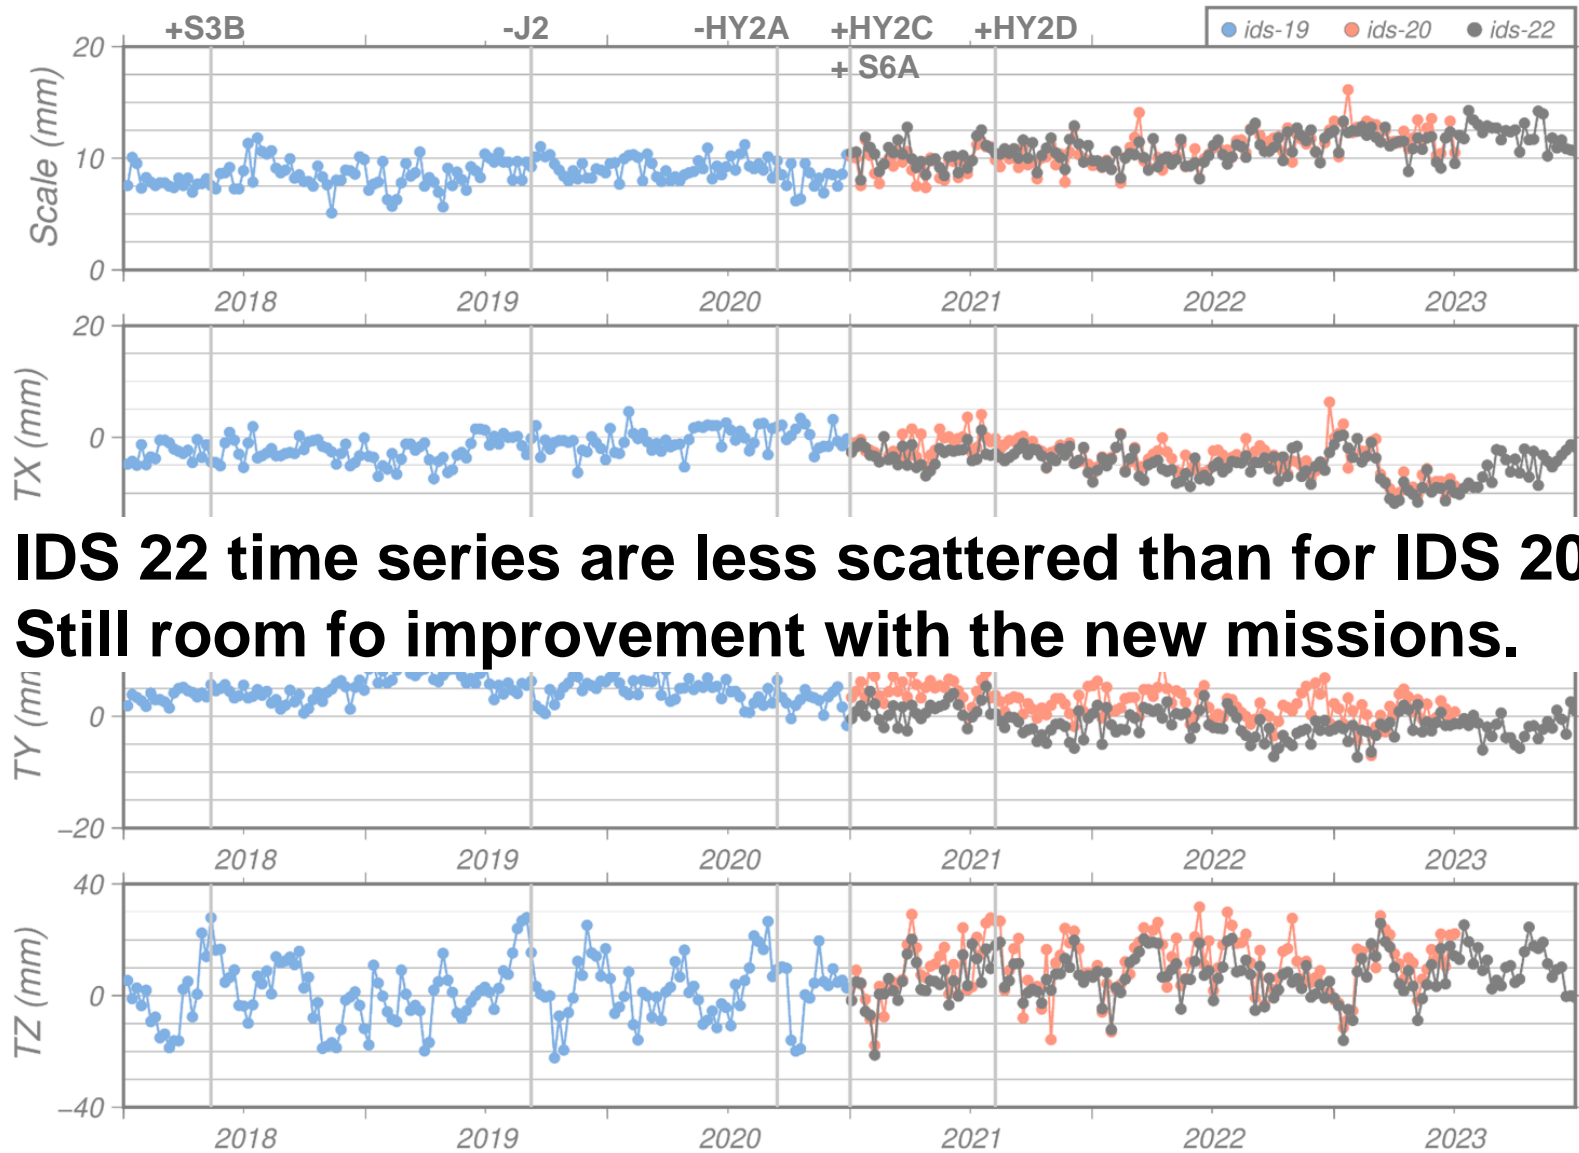 +S3B -J2 -HY2A +HY2C +HY2D ids-19 ids-20 ids-22
+ S6A
20
10
0
Scale (mm)
2018 2019 2020 2021 2022 2023
20
0
TX (mm)
IDS 22 time series are less scattered than for IDS 20
Still room fo improvement with the new missions.
0
−20
TY (mm)
2018 2019 2020 2021 2022 2023
40
0
−40
TZ (mm)
2018 2019 2020 2021 2022 2023